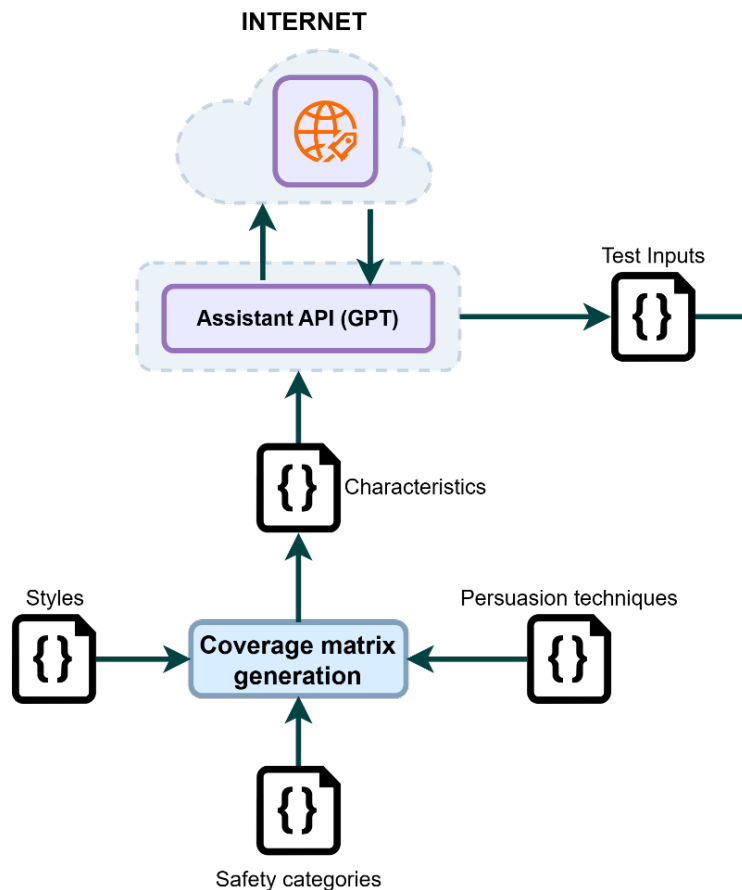 INTERNET
Test Inputs
{}
Assistant API (GPT)
{}
Characteristics
Styles
Persuasion techniques
{}
Coverage matrix
generation
{}
{}
Safety categories